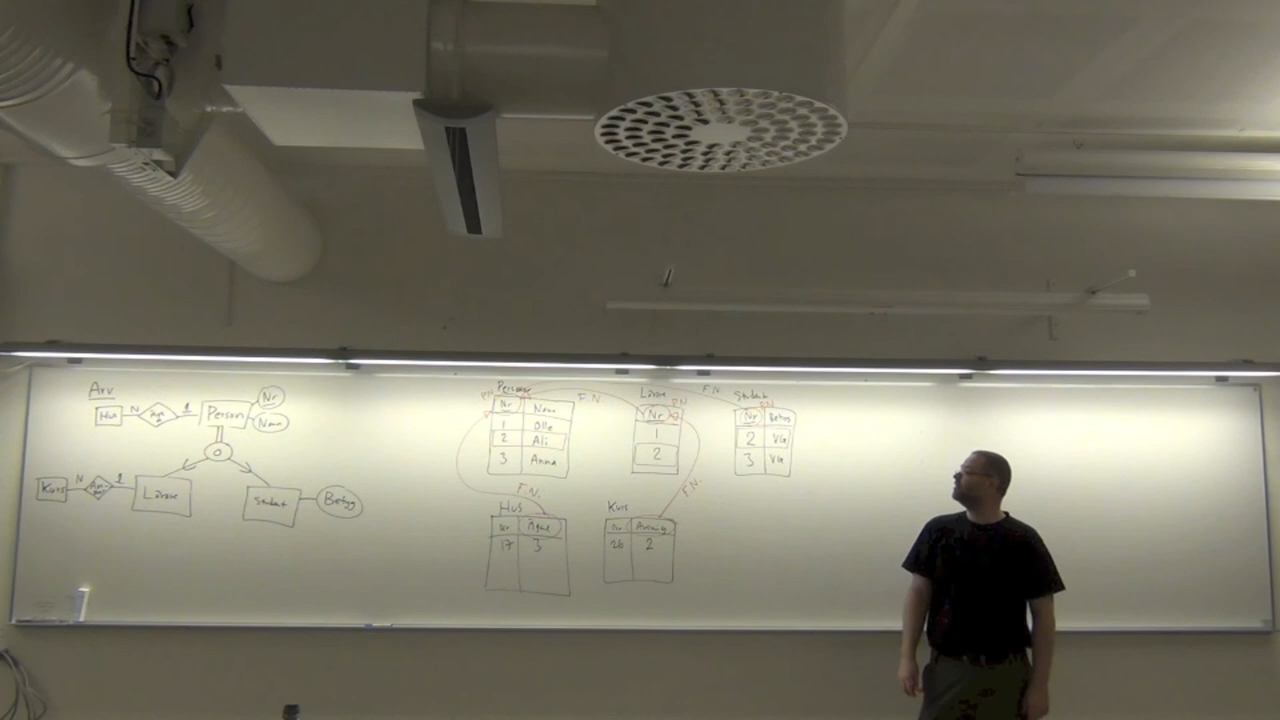 Arv
Hus N Äger 1 Person Nr
Namn
O
Kurs N 1 Lärare
Student Betyg
Person
Nr Namn
1 Olle
2 Ali
3 Anna
F.N.
Lärare
Nr P.N.
1
2
F.N.
Student
Nr P.N. Betyg
2 VG
3 VG
F.N.
Hus
Nr Ägare
17 3
F.N.
Kurs
Nr Ansvarig
26 2